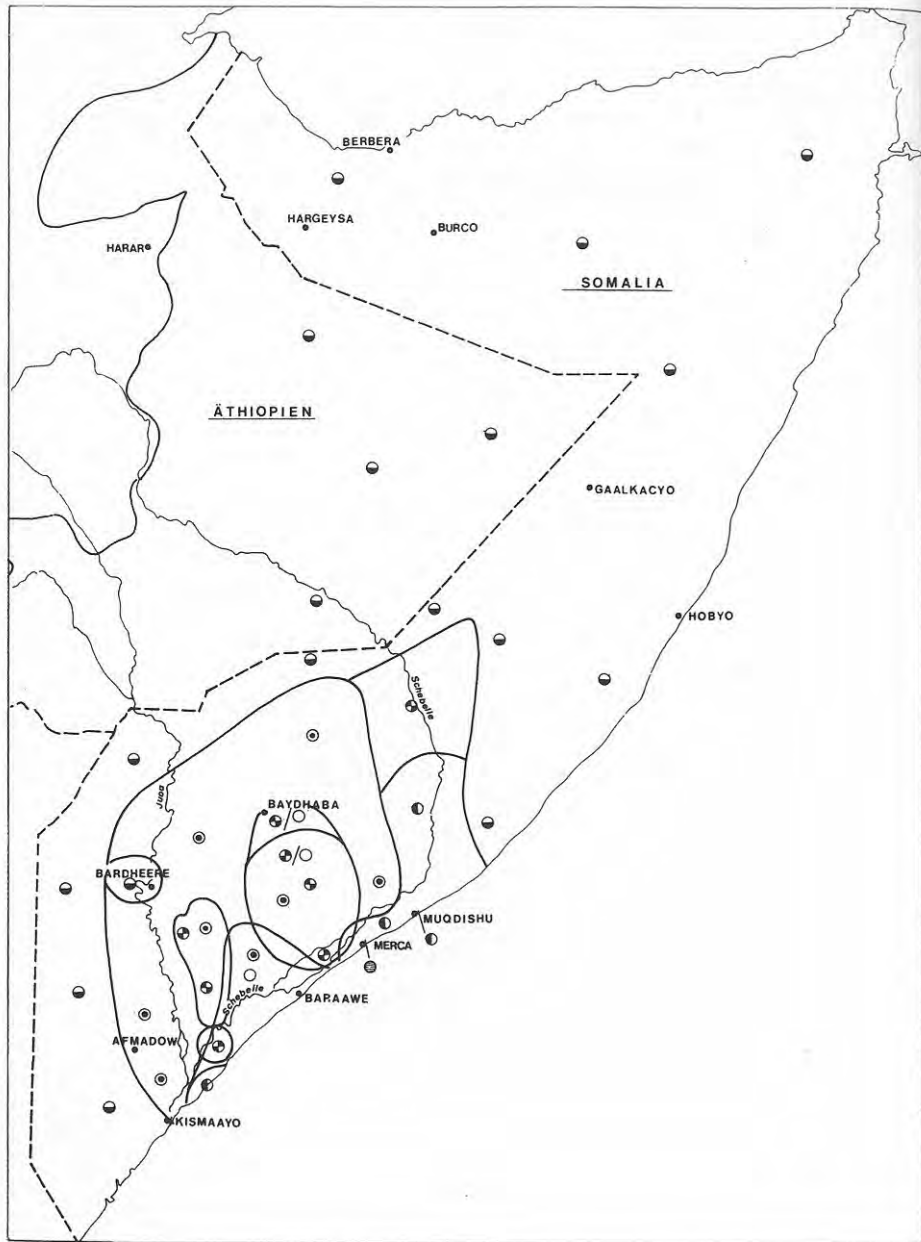 BERBERA
HARGEYSA
BURCO
HARAR
SOMALIA
ÄTHIOPIEN
GAALKACYO
HOBYO
Schebelle
Juba
BAYDHABA
BARDHEERE
MUQDISHU
MERCA
Schebelle
BARAAWE
AFMADOW
KISMAAYO